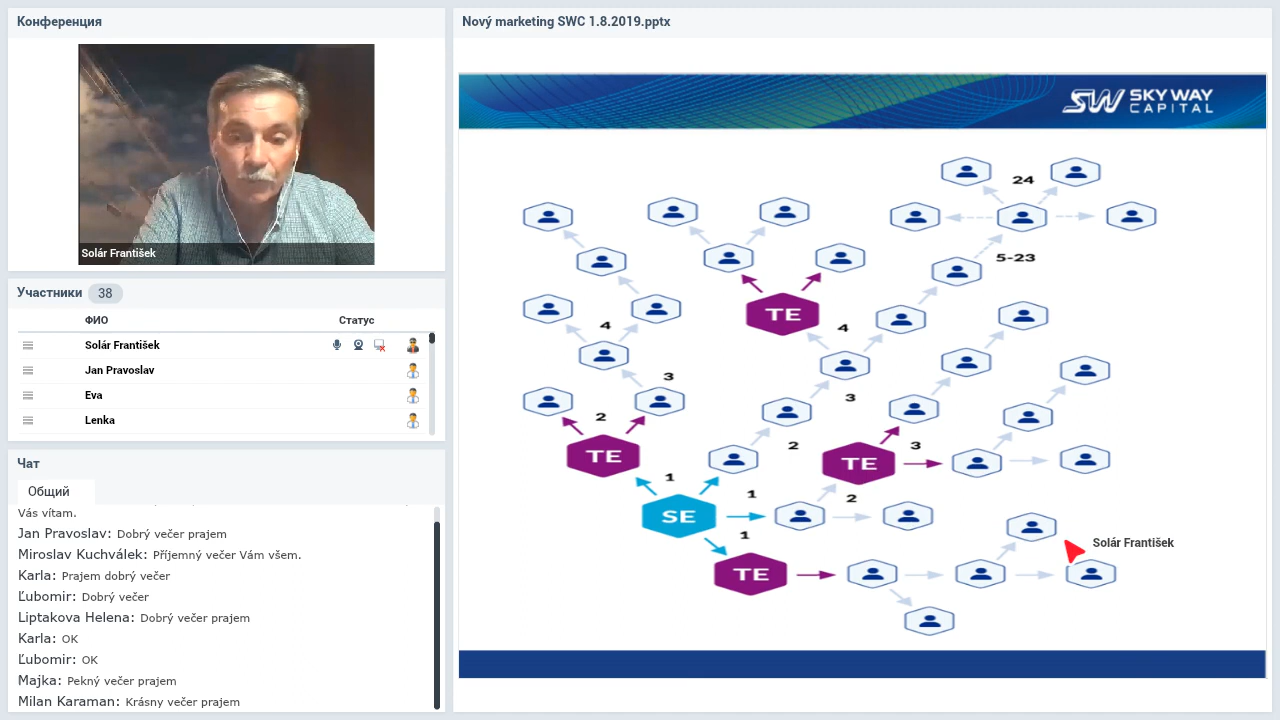 Конференция
Solár František
Участники 38
ФИО Статус
Solár František
Jan Pravoslav
Eva
Lenka
Чат
Общий
Vás vítam.
Jan Pravoslav: Dobrý večer prajem
Miroslav Kuchválek: Příjemný večer Vám všem.
Karla: Prajem dobrý večer
Ľubomir: Dobrý večer
Liptakova Helena: Dobrý večer prajem
Karla: OK
Ľubomir: OK
Majka: Pekný večer prajem
Milan Karaman: Krásny večer prajem
Nový marketing SWC 1.8.2019.pptx
SW SKY WAY
CAPITAL
24
5-23
TE
4
4
3
3
2
2
TE
TE
3
1
1
2
SE
1
TE
Solár František